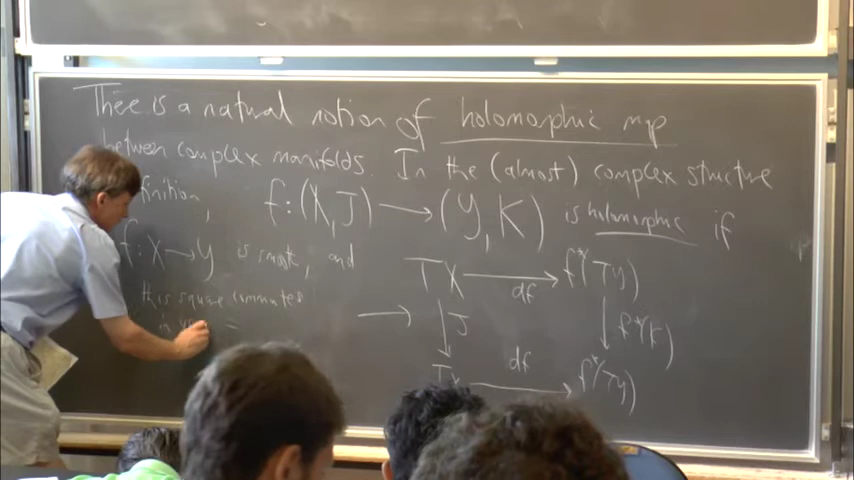 There is a natural notion of holomorphic map
between complex manifolds. In the (almost) complex structure
finition, f: (X, J) → (Y, K) is holomorphic if
f: X → Y is smooth, and
TX → f*(TY)
df
this square commutes
→ ↓ J ↓ f*(K)
in
=
df
TX → f*(TY)